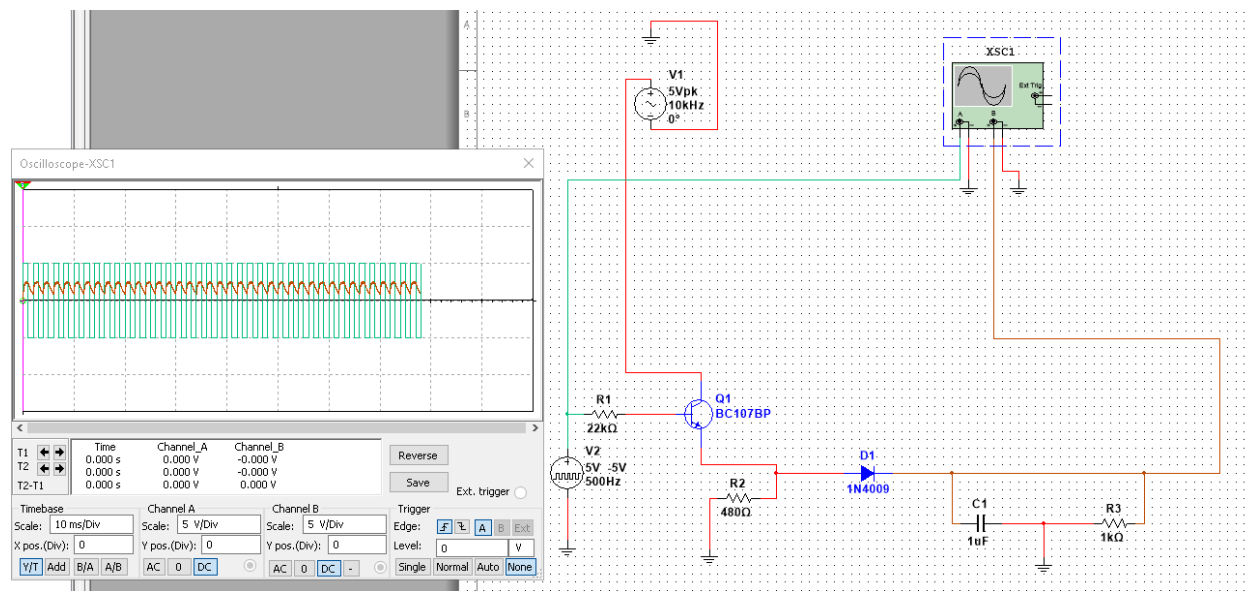 A
B
XSC1
Ext Trig
+
-
A
B
+ - + -
V1
5Vpk
10kHz
0°
R1
22kΩ
Q1
BC107BP
V2
5V -5V
500Hz
R2
480Ω
D1
1N4009
C1
1uF
R3
1kΩ
Oscilloscope-XSC1
T1
T2
T2-T1
Time Channel_A Channel_B
0.000 s 0.000 V -0.000 V
0.000 s 0.000 V -0.000 V
0.000 s 0.000 V 0.000 V
Reverse
Save
Ext. trigger
Timebase
Scale: 10 ms/Div
X pos.(Div): 0
Y/T Add B/A A/B
Channel A
Scale: 5 V/Div
Y pos.(Div): 0
AC 0 DC
Channel B
Scale: 5 V/Div
Y pos.(Div): 0
AC 0 DC -
Trigger
Edge: A B Ext
Level: 0 V
Single Normal Auto None